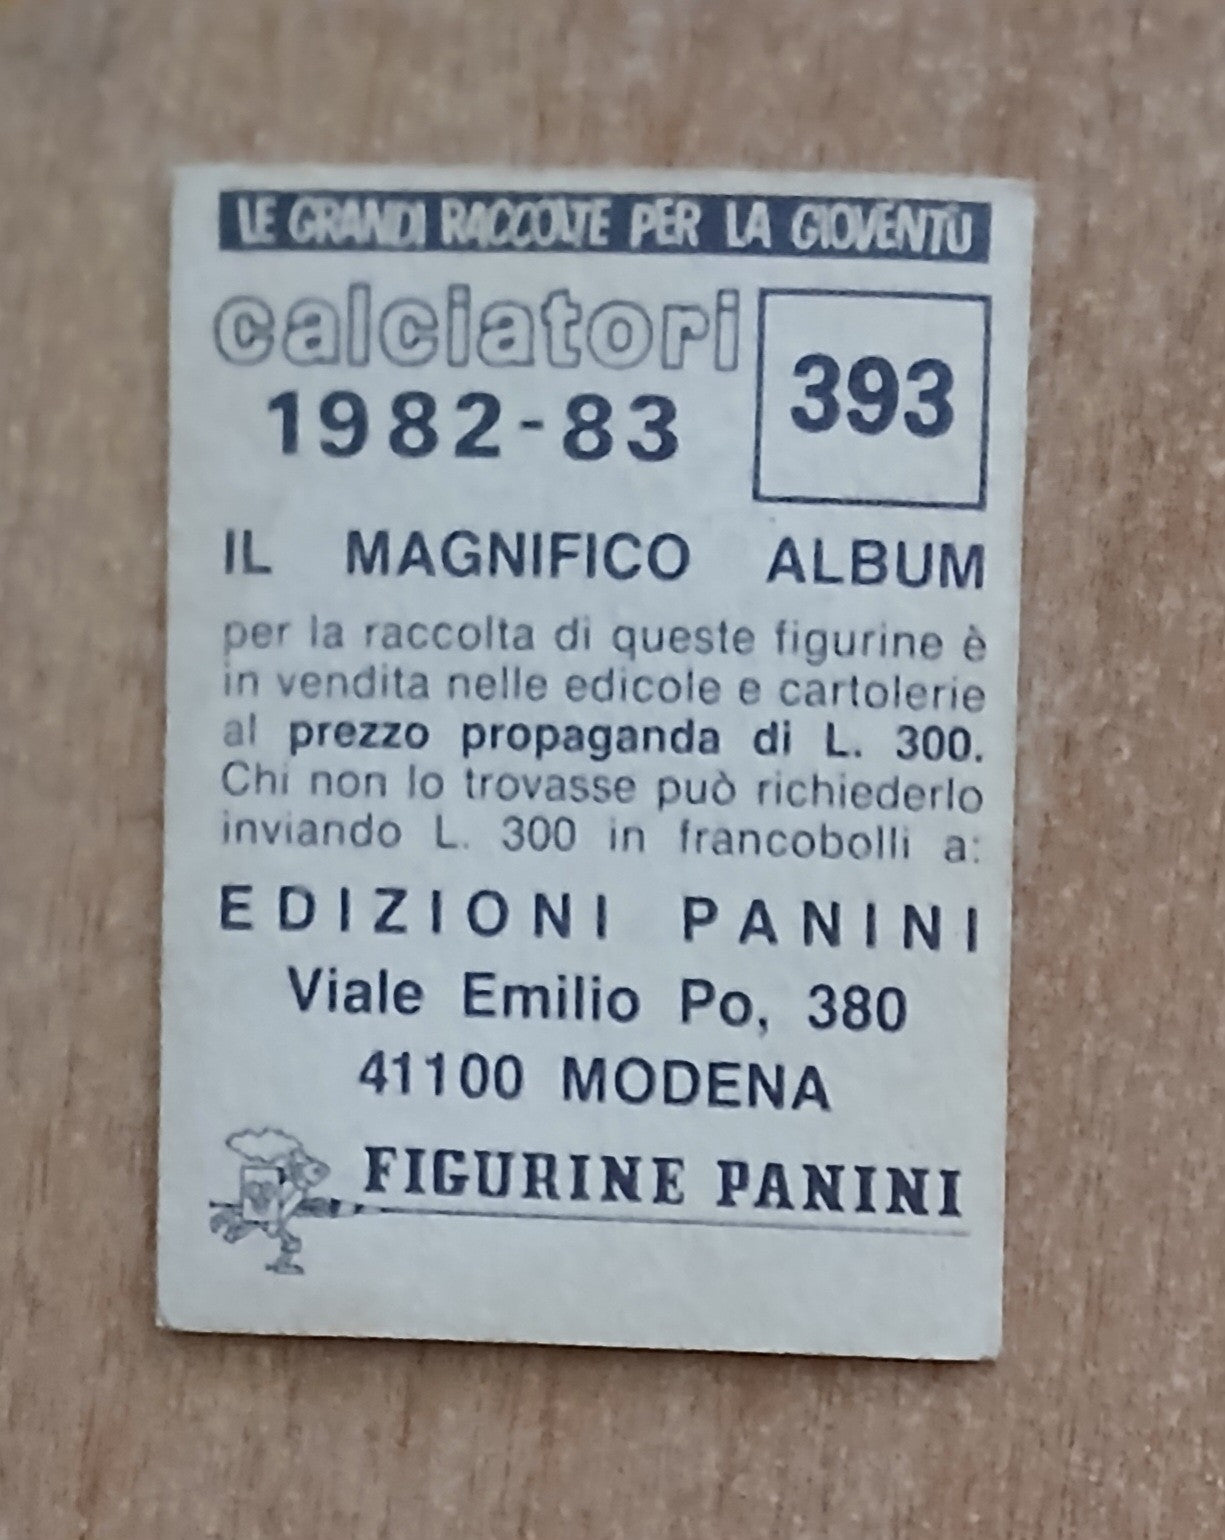 LE GRANDI RACCOLTE PER LA GIOVENTÙ
calciatori
1982-83
393
IL MAGNIFICO ALBUM
per la raccolta di queste figurine è
in vendita nelle edicole e cartolerie
al prezzo propaganda di L. 300.
Chi non lo trovasse può richiederlo
inviando L. 300 in francobolli a:
EDIZIONI PANINI
Viale Emilio Po, 380
41100 MODENA
FIGURINE PANINI